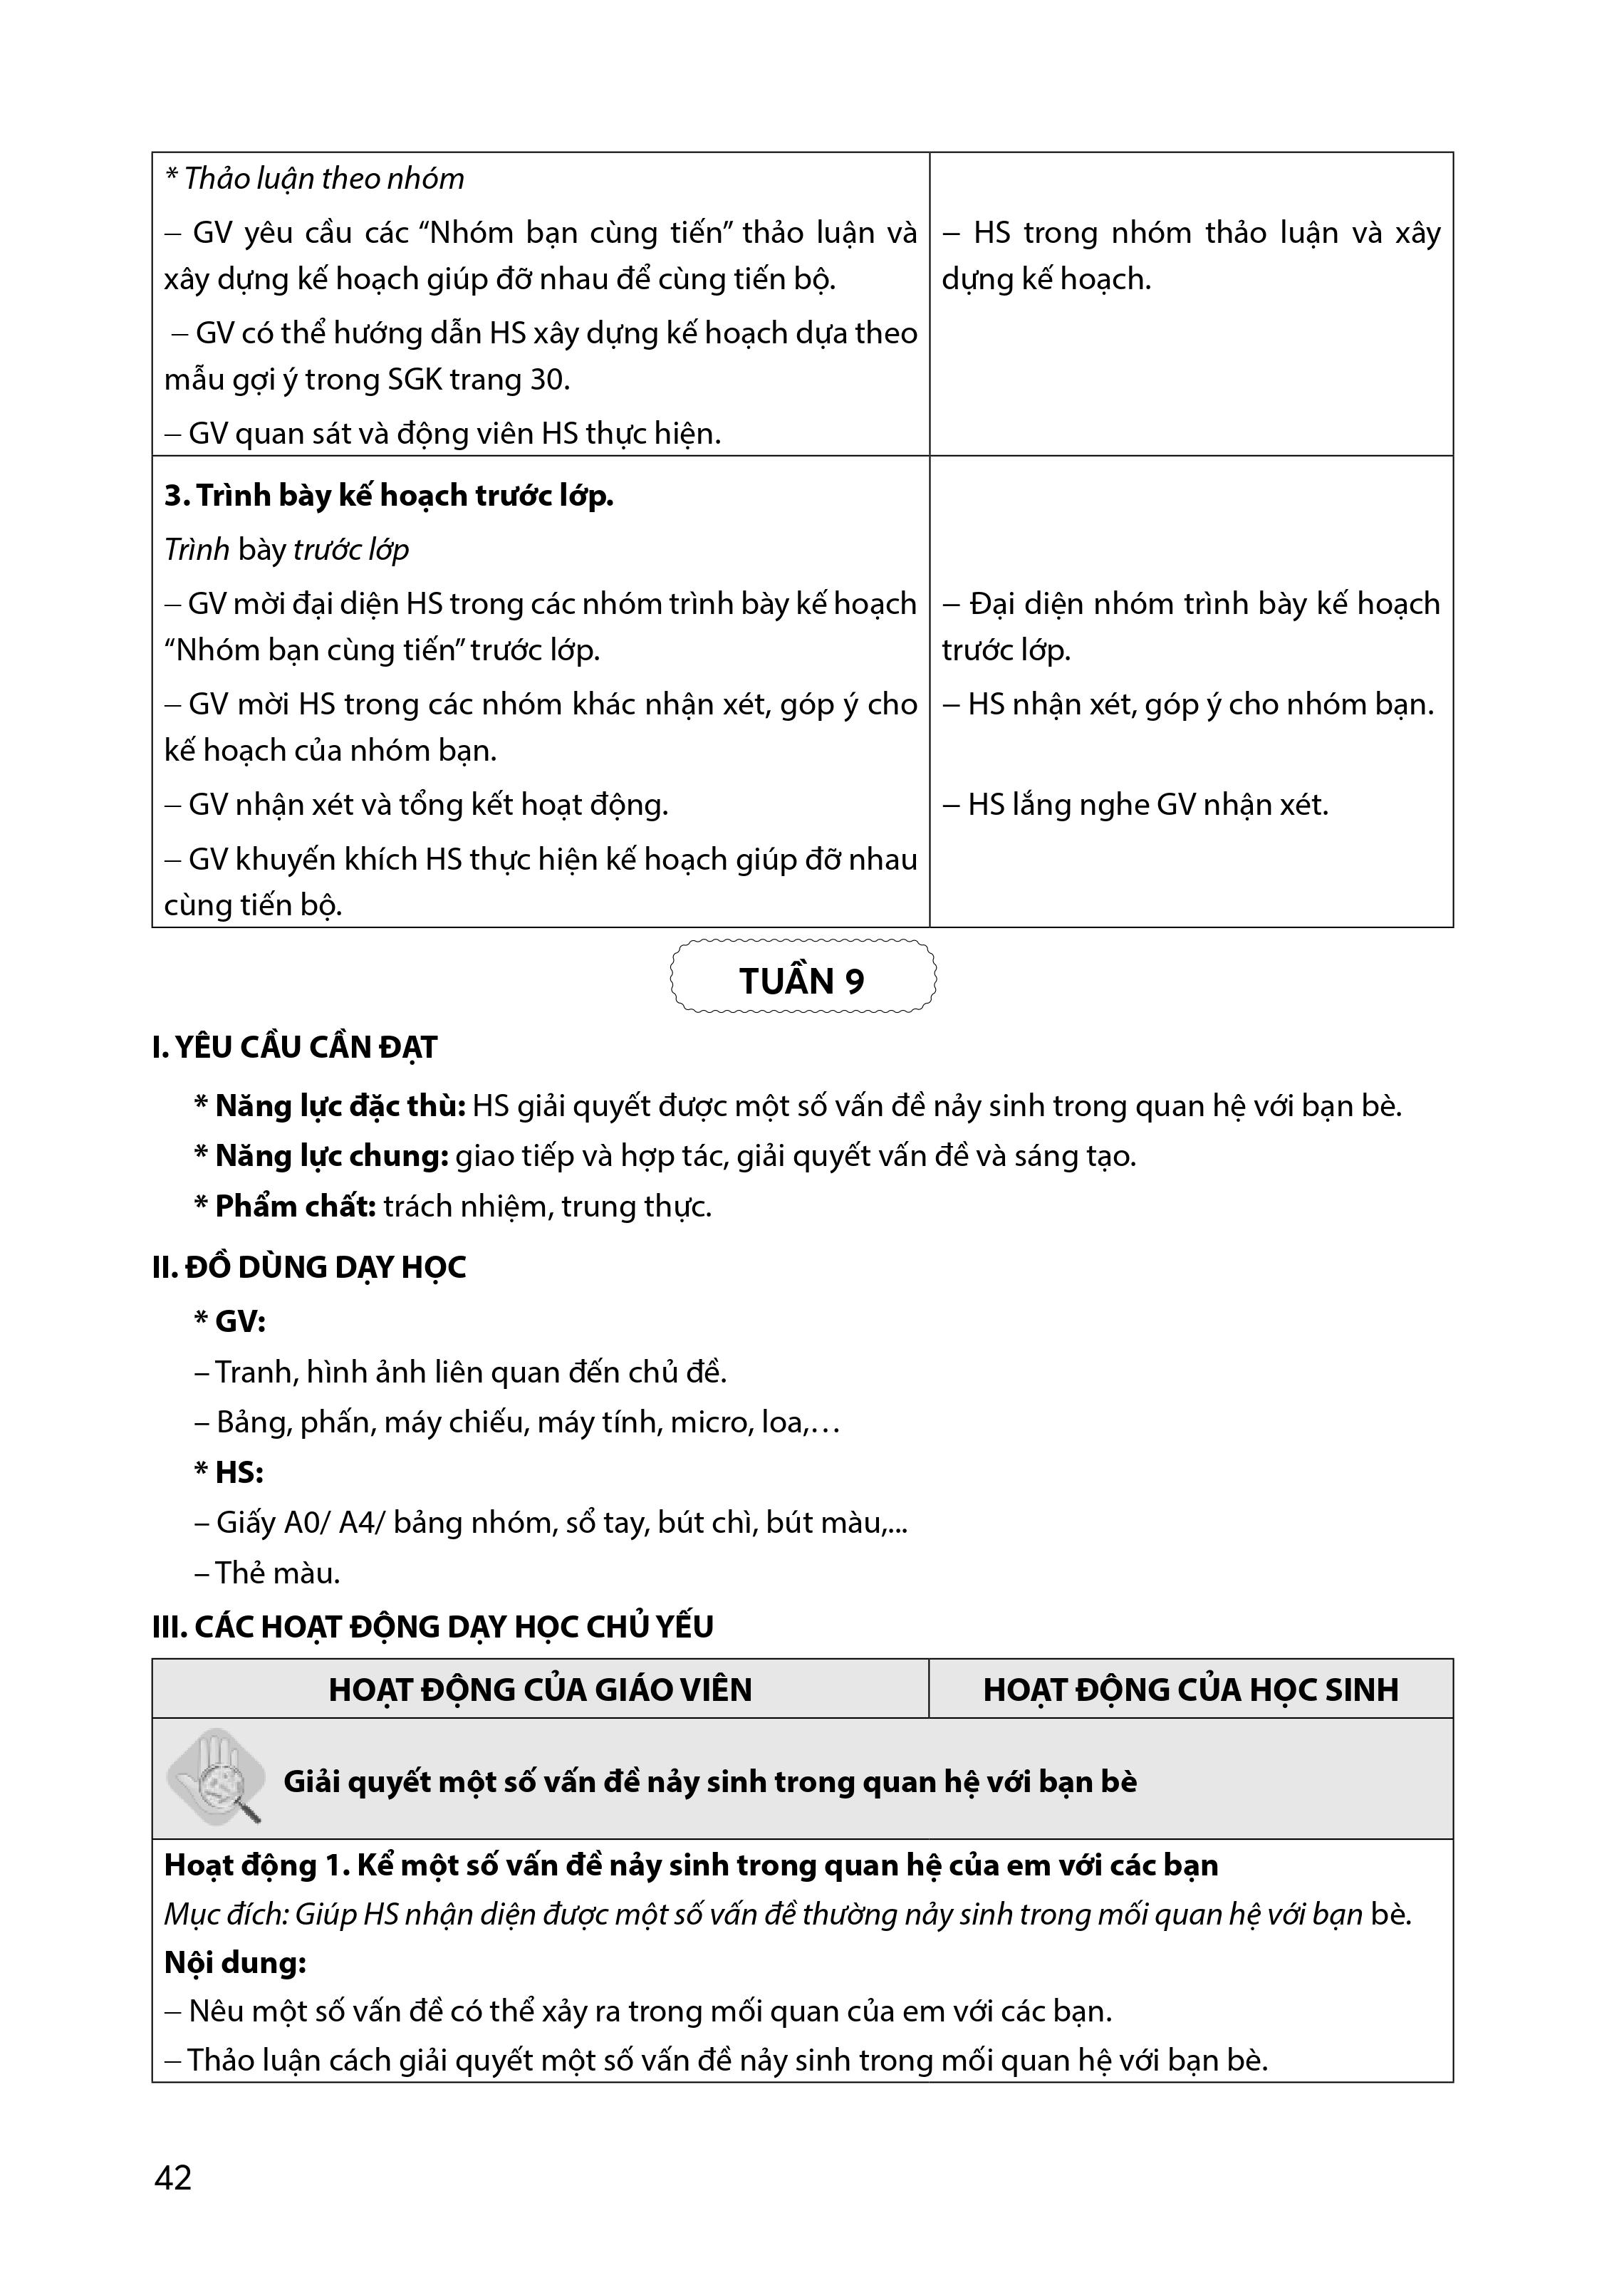 * Thảo luận theo nhóm
– GV yêu cầu các “Nhóm bạn cùng tiến” thảo luận và
xây dựng kế hoạch giúp đỡ nhau để cùng tiến bộ.
– GV có thể hướng dẫn HS xây dựng kế hoạch dựa theo
mẫu gợi ý trong SGK trang 30.
– GV quan sát và động viên HS thực hiện.
– HS trong nhóm thảo luận và xây
dựng kế hoạch.
3. Trình bày kế hoạch trước lớp.
Trình bày trước lớp
– GV mời đại diện HS trong các nhóm trình bày kế hoạch
“Nhóm bạn cùng tiến” trước lớp.
– GV mời HS trong các nhóm khác nhận xét, góp ý cho
kế hoạch của nhóm bạn.
– GV nhận xét và tổng kết hoạt động.
– GV khuyến khích HS thực hiện kế hoạch giúp đỡ nhau
cùng tiến bộ.
– Đại diện nhóm trình bày kế hoạch
trước lớp.
– HS nhận xét, góp ý cho nhóm bạn.
– HS lắng nghe GV nhận xét.
TUẦN 9
I. YÊU CẦU CẦN ĐẠT
* Năng lực đặc thù: HS giải quyết được một số vấn đề nảy sinh trong quan hệ với bạn bè.
* Năng lực chung: giao tiếp và hợp tác, giải quyết vấn đề và sáng tạo.
* Phẩm chất: trách nhiệm, trung thực.
II. ĐỒ DÙNG DẠY HỌC
* GV:
– Tranh, hình ảnh liên quan đến chủ đề.
– Bảng, phấn, máy chiếu, máy tính, micro, loa,…
* HS:
– Giấy A0/ A4/ bảng nhóm, sổ tay, bút chì, bút màu,...
– Thẻ màu.
III. CÁC HOẠT ĐỘNG DẠY HỌC CHỦ YẾU
HOẠT ĐỘNG CỦA GIÁO VIÊN
HOẠT ĐỘNG CỦA HỌC SINH
Giải quyết một số vấn đề nảy sinh trong quan hệ với bạn bè
Hoạt động 1. Kể một số vấn đề nảy sinh trong quan hệ của em với các bạn
Mục đích: Giúp HS nhận diện được một số vấn đề thường nảy sinh trong mối quan hệ với bạn bè.
Nội dung:
– Nêu một số vấn đề có thể xảy ra trong mối quan của em với các bạn.
– Thảo luận cách giải quyết một số vấn đề nảy sinh trong mối quan hệ với bạn bè.
42